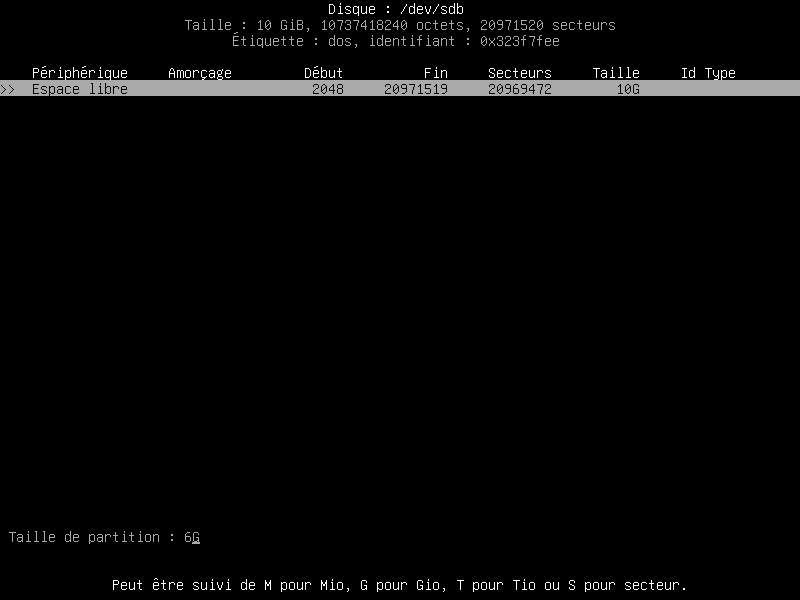 Disque : /dev/sdb
Taille : 10 GiB, 10737418240 octets, 20971520 secteurs
Étiquette : dos, identifiant : 0x323f7fee
Périphérique Amorçage Début Fin Secteurs Taille Id Type
>> Espace libre 2048 20971519 20969472 10G
Taille de partition : 6G
Peut être suivi de M pour Mio, G pour Gio, T pour Tio ou S pour secteur.